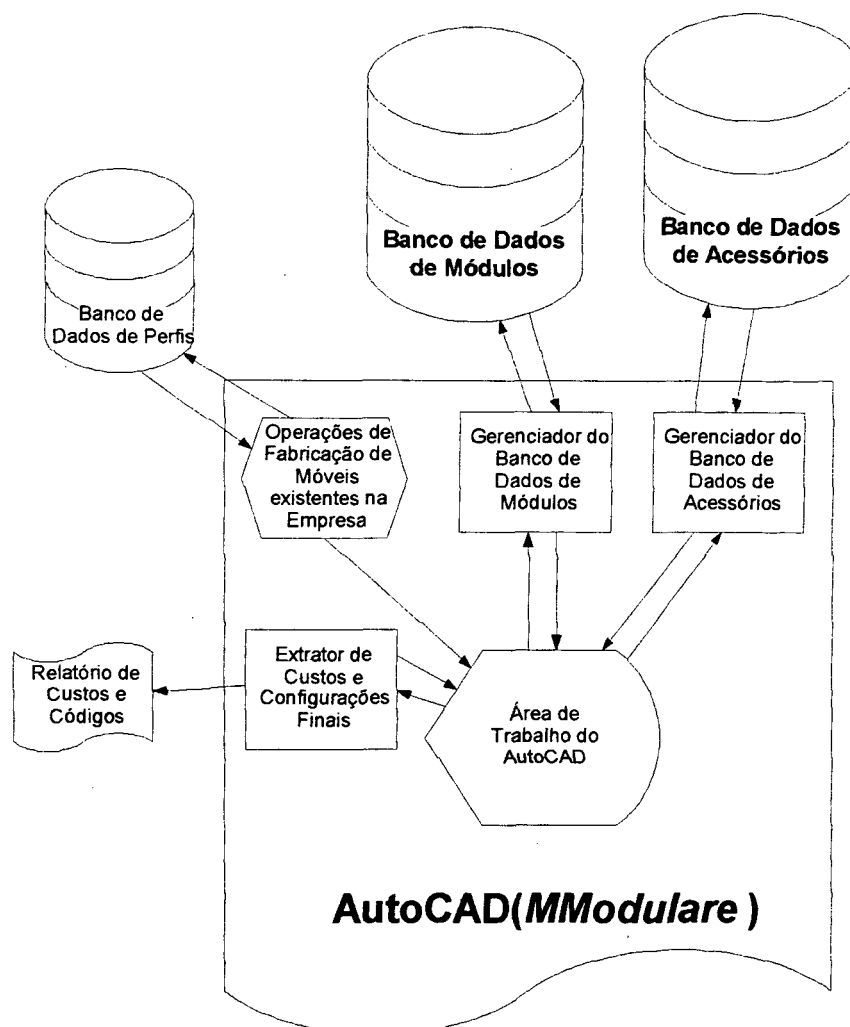 Banco de Dados
de Módulos
Banco de Dados
de Acessórios
Banco de
Dados de Perfis
Operações de
Fabricação de
Móveis
existentes na
Empresa
Gerenciador do
Banco de
Dados de
Módulos
Gerenciador do
Banco de
Dados de
Acessórios
Relatório de
Custos e
Códigos
Extrator de
Custos e
Configurações
Finais
Área de
Trabalho do
AutoCAD
AutoCAD(MModulare )